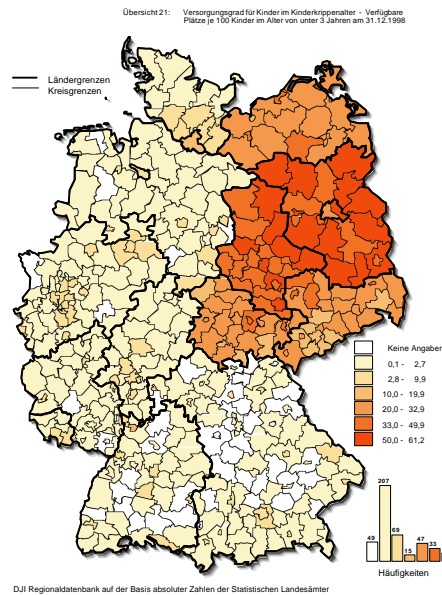 Übersicht 21: Versorgungsgrad für Kinder im Kinderkrippenalter - Verfügbare
Plätze je 100 Kinder im Alter von unter 3 Jahren am 31.12.1998
Ländergrenzen
Kreisgrenzen
Keine Angaben
0,1 - 2,7
2,8 - 9,9
10,0 - 19,9
20,0 - 32,9
33,0 - 49,9
50,0 - 61,2
49 207 69 15 47 33
Häufigkeiten
DJI Regionaldatenbank auf der Basis absoluter Zahlen der Statistischen Landesämter